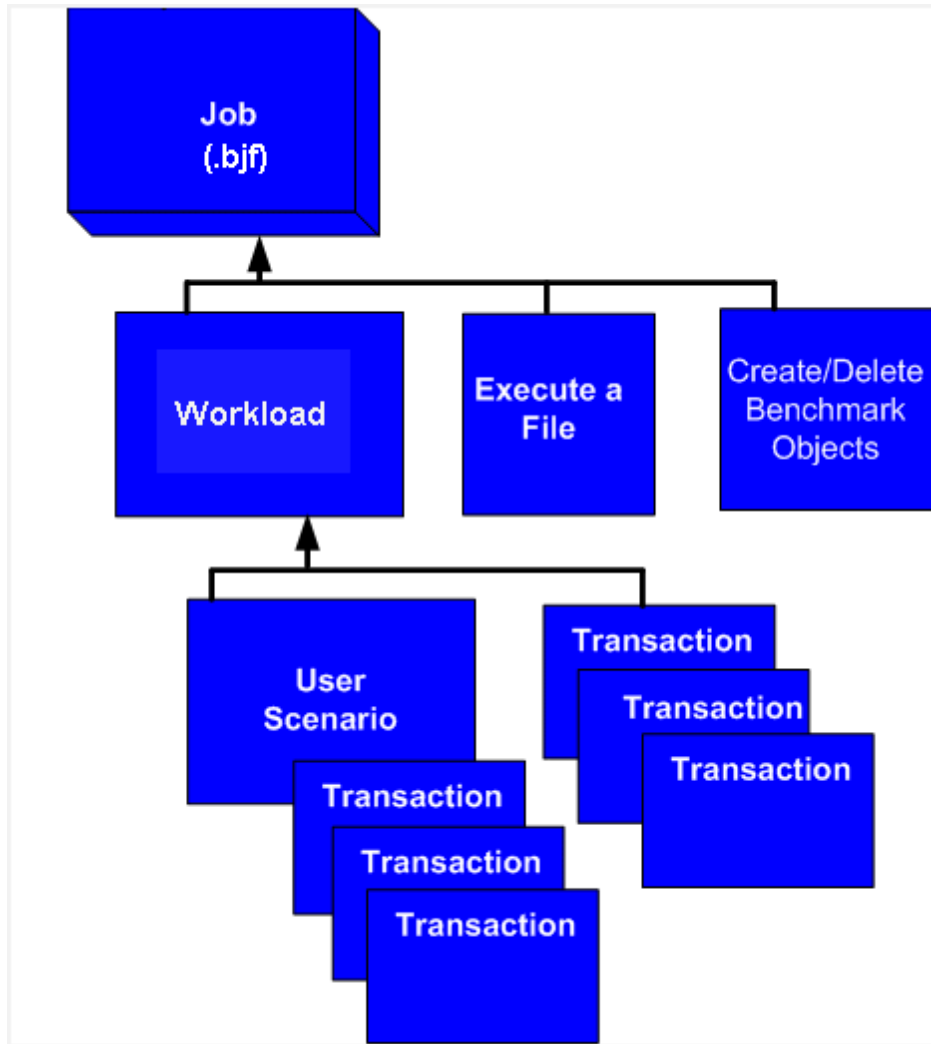 Job
(.bjf)
Workload
Execute a
File
Create/Delete
Benchmark
Objects
User
Scenario
Transaction
Transaction
Transaction
Transaction
Transaction
Transaction